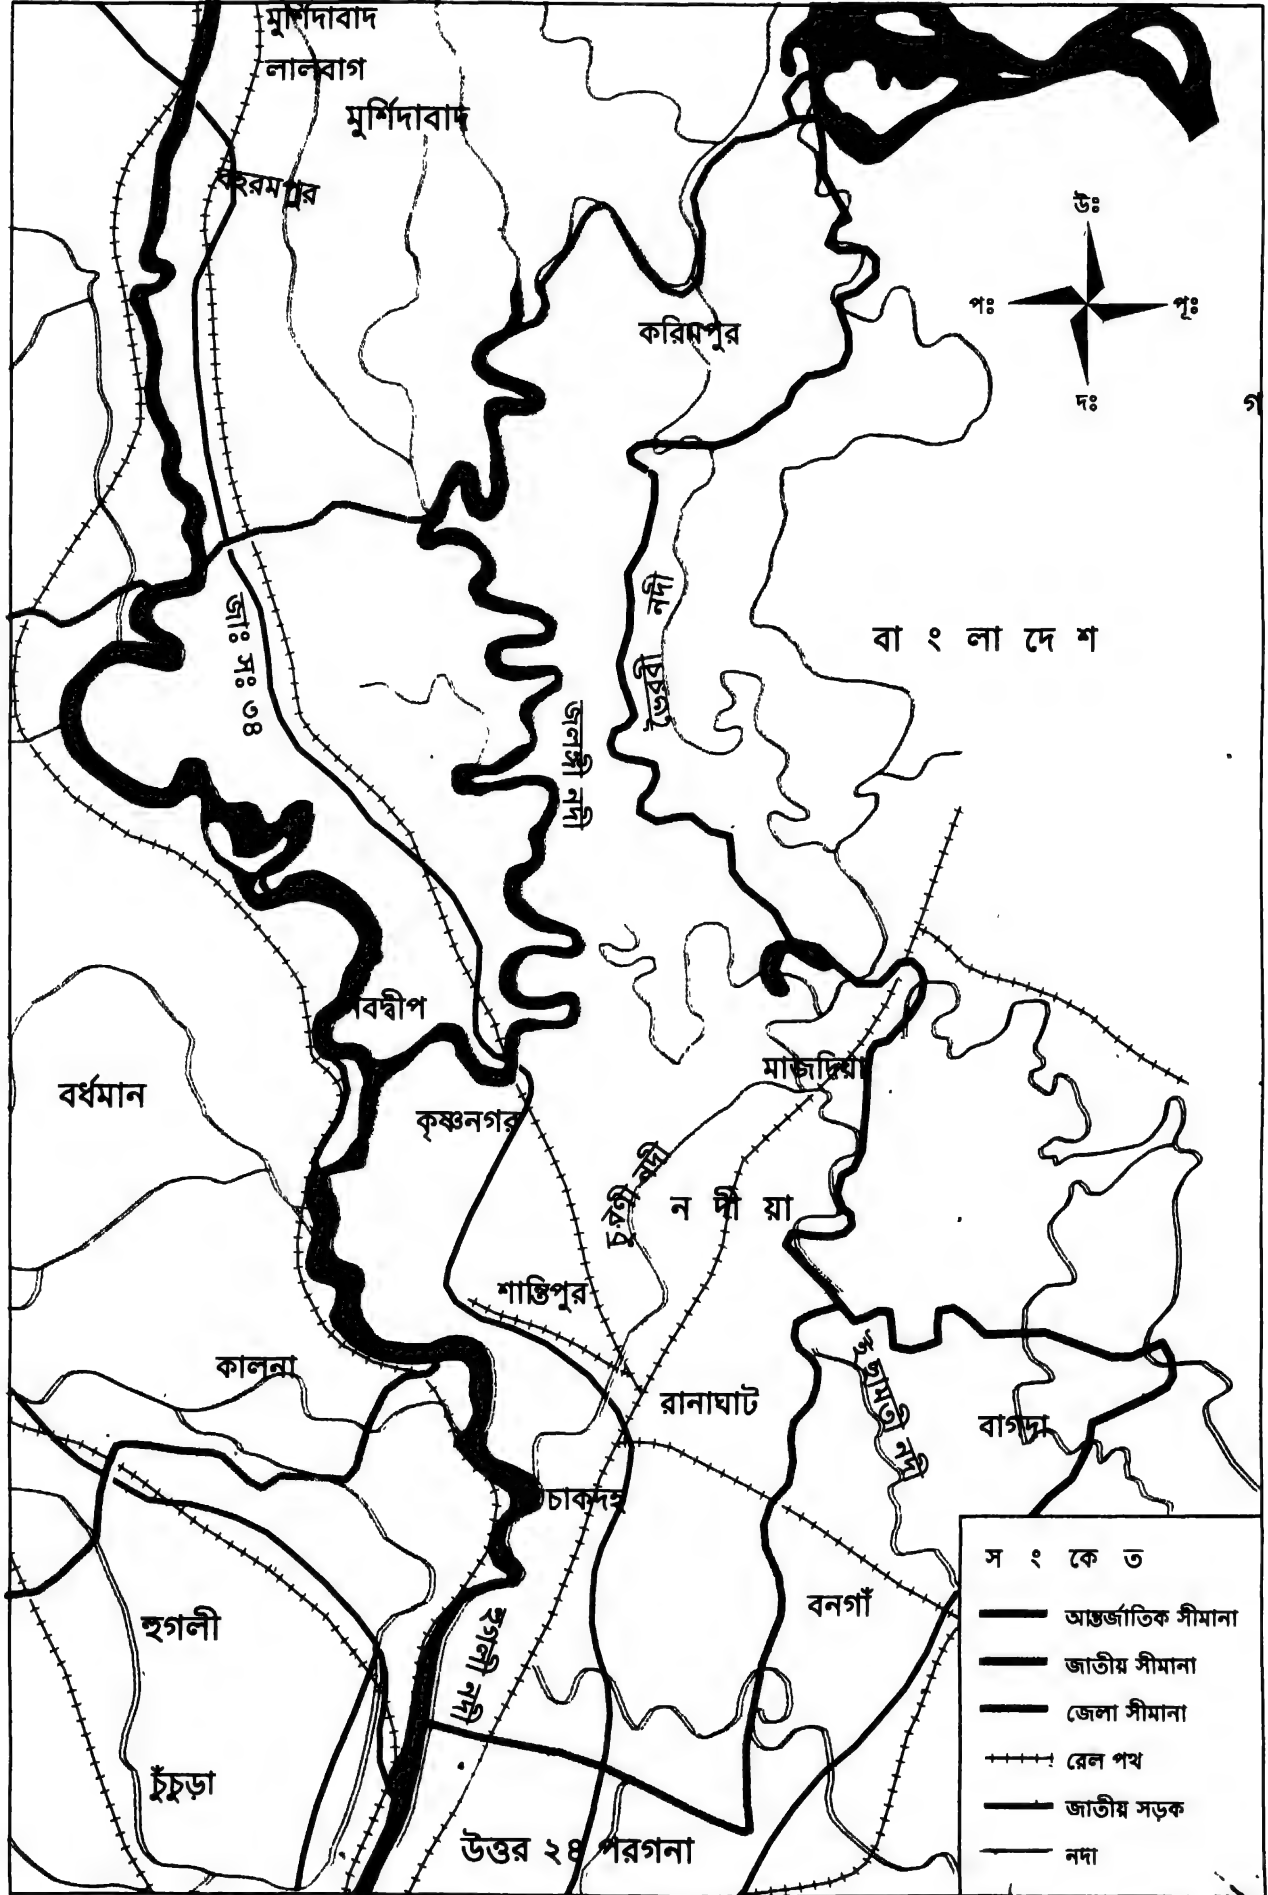 মুর্শিদাবাদ
লালবাগ
মুর্শিদাবাদ
বহরমপুর
উঃ
পঃ
পূঃ
দঃ
করিমপুর
গ
ভৈরবী নদী
বাংলাদেশ
জাঃ সঃ ৩৪
জলঙ্গী নদী
নবদ্বীপ
মাজদিয়া
বর্ধমান
কৃষ্ণনগর
চুর্ণী নদী
নদীয়া
শান্তিপুর
কালনা
ইছামতী নদী
রানাঘাট
বাগদা
চাকদহ
সংকেত
হুগলী
হুগলী নদী
বনগাঁ
আন্তর্জাতিক সীমানা
জাতীয় সীমানা
জেলা সীমানা
রেল পথ
চুঁচুড়া
জাতীয় সড়ক
উত্তর ২৪ পরগনা
নদা